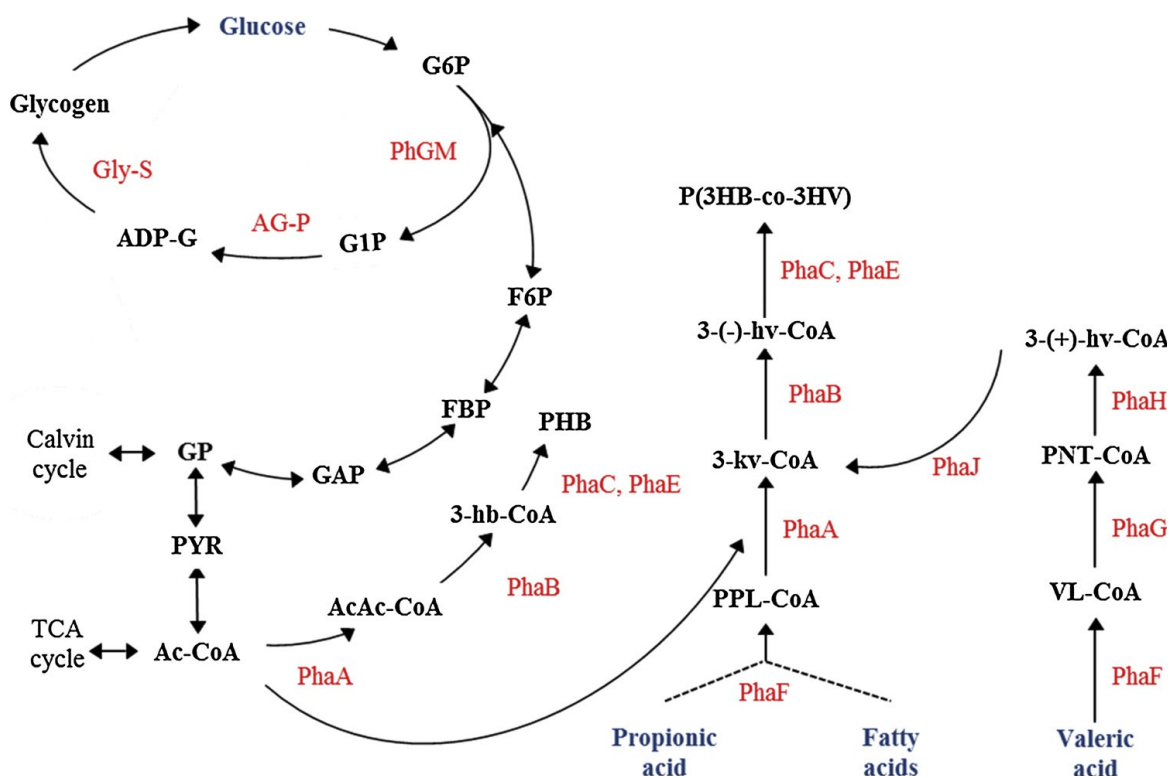 Glucose
G6P
Glycogen
PhGM
Gly-S
AG-P
ADP-G
G1P
F6P
FBP
Calvin
cycle
GP
GAP
PYR
TCA
cycle
Ac-CoA
PhaA
AcAc-CoA
PhaB
3-hb-CoA
PhaC, PhaE
PHB
P(3HB-co-3HV)
PhaC, PhaE
3-(-)-hv-CoA
PhaB
3-kv-CoA
PhaA
PPL-CoA
PhaF
Propionic
acid
Fatty
acids
3-(+)-hv-CoA
PhaH
PhaJ
PNT-CoA
PhaG
VL-CoA
PhaF
Valeric
acid